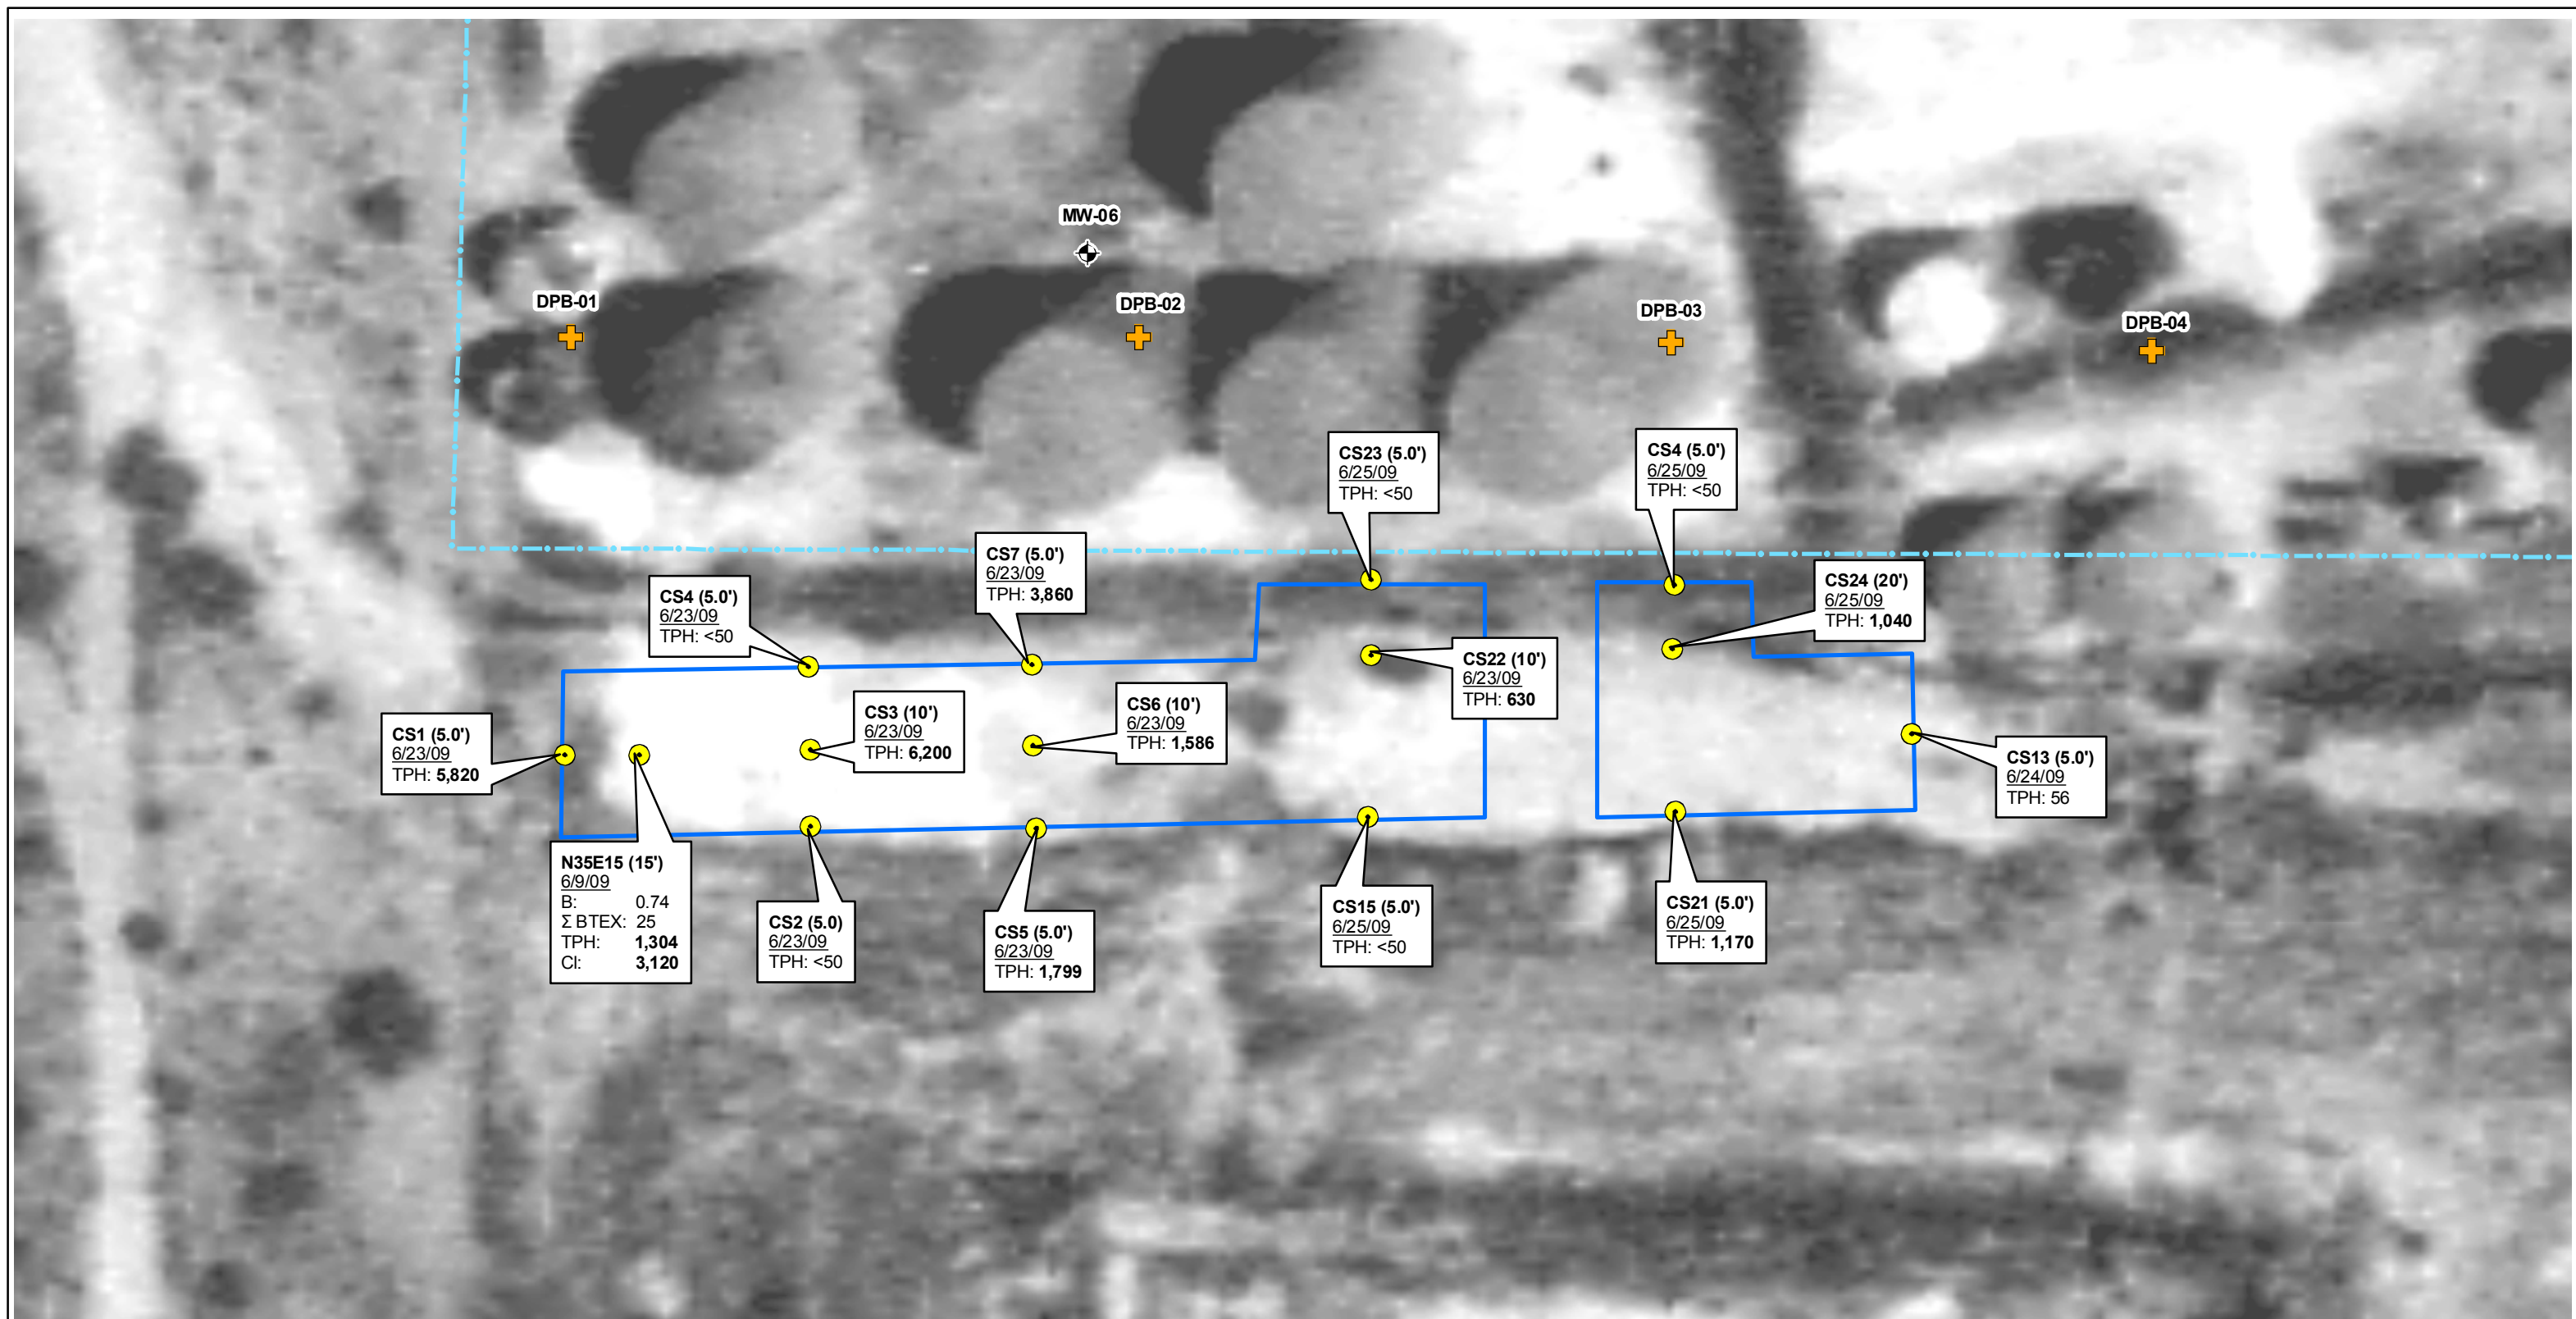 MW-06
DPB-01
DPB-02
DPB-03
DPB-04
CS23 (5.0')
6/25/09
TPH: <50
CS4 (5.0')
6/25/09
TPH: <50
CS7 (5.0')
6/23/09
TPH: 3,860
CS4 (5.0')
6/23/09
TPH: <50
CS24 (20')
6/25/09
TPH: 1,040
CS22 (10')
6/23/09
TPH: 630
CS3 (10')
6/23/09
TPH: 6,200
CS6 (10')
6/23/09
TPH: 1,586
CS1 (5.0')
6/23/09
TPH: 5,820
CS13 (5.0')
6/24/09
TPH: 56
N35E15 (15')
6/9/09
B: 0.74
Σ BTEX: 25
TPH: 1,304
Cl: 3,120
CS2 (5.0)
6/23/09
TPH: <50
CS5 (5.0')
6/23/09
TPH: 1,799
CS15 (5.0')
6/25/09
TPH: <50
CS21 (5.0')
6/25/09
TPH: 1,170